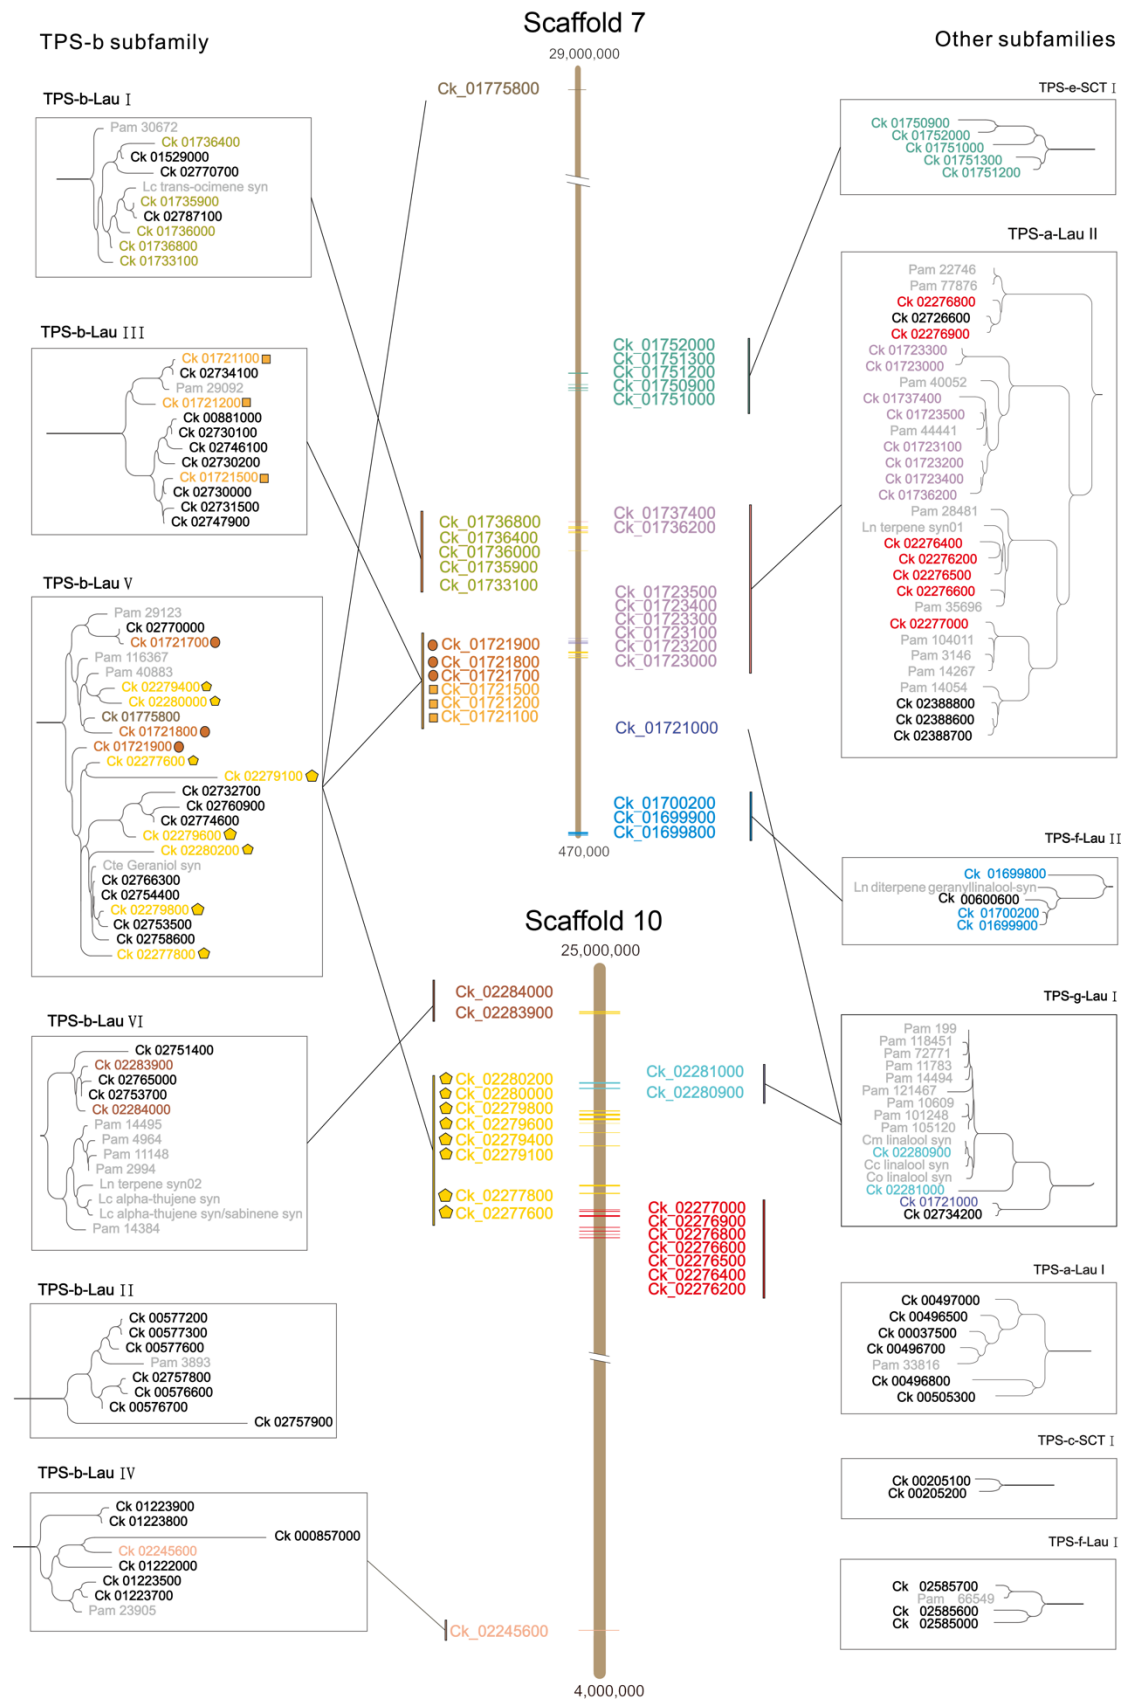 Scaffold 7
TPS-b subfamily
Other subfamilies
29,000,000
TPS-b-Lau I
Pam 30672
Ck 01736400
Ck 01529000
Ck 02770700
Lc trans-ocimene syn
Ck 01735900
Ck 02787100
Ck 01736000
Ck 01736800
Ck 01733100
TPS-b-Lau III
Ck 01721100
Ck 02734100
Pam 29092
Ck 01721200
Ck 00881000
Ck 02730100
Ck 02746100
Ck 02730200
Ck 01721500
Ck 02730000
Ck 02731500
Ck 02747900
TPS-b-Lau V
Pam 29123
Ck 02770000
Ck 01721700
Pam 116367
Pam 40883
Ck 02279400
Ck 02280000
Ck 01775800
Ck 01721800
Ck 01721900
Ck 02277600
Ck 02279100
Ck 02732700
Ck 02760900
Ck 02774600
Ck 02279600
Ck 02280200
Cte Geraniol syn
Ck 02766300
Ck 02754400
Ck 02279800
Ck 02753500
Ck 02758600
Ck 02277800
TPS-b-Lau VI
Ck 02751400
Ck 02283900
Ck 02765000
Ck 02753700
Ck 02284000
Pam 14495
Pam 4964
Pam 11148
Pam 2994
Ln terpene syn02
Lc alpha-thujene syn
Lc alpha-thujene syn/sabinene syn
Pam 14384
TPS-b-Lau II
Ck 00577200
Ck 00577300
Ck 00577600
Pam 3893
Ck 02757800
Ck 00576600
Ck 00576700
Ck 02757900
TPS-b-Lau IV
Ck 01223900
Ck 01223800
Ck 000857000
Ck 02245600
Ck 01222000
Ck 01223500
Ck 01223700
Pam 23905
Ck_01775800
Ck_01736800
Ck_01736400
Ck_01736000
Ck_01735900
Ck_01733100
Ck_01721900
Ck_01721800
Ck_01721700
Ck_01721500
Ck_01721200
Ck_01721100
Ck_01752000
Ck_01751300
Ck_01751200
Ck_01750900
Ck_01751000
Ck_01737400
Ck_01736200
Ck_01723500
Ck_01723400
Ck_01723300
Ck_01723100
Ck_01723200
Ck_01723000
Ck_01721000
Ck_01700200
Ck_01699900
Ck_01699800
470,000
Scaffold 10
25,000,000
Ck_02284000
Ck_02283900
Ck_02280200
Ck_02280000
Ck_02279800
Ck_02279600
Ck_02279400
Ck_02279100
Ck_02277800
Ck_02277600
Ck_02245600
Ck_02281000
Ck_02280900
Ck_02277000
Ck_02276900
Ck_02276800
Ck_02276600
Ck_02276500
Ck_02276400
Ck_02276200
4,000,000
TPS-e-SCT I
Ck 01750900
Ck 01752000
Ck 01751000
Ck 01751300
Ck 01751200
TPS-a-Lau II
Pam 22746
Pam 77876
Ck 02276800
Ck 02726600
Ck 02276900
Ck 01723300
Ck 01723000
Pam 40052
Ck 01737400
Ck 01723500
Pam 44441
Ck 01723100
Ck 01723200
Ck 01723400
Ck 01736200
Pam 28481
Ln terpene syn01
Ck 02276400
Ck 02276200
Ck 02276500
Ck 02276600
Pam 35696
Ck 02277000
Pam 104011
Pam 3146
Pam 14267
Pam 14054
Ck 02388800
Ck 02388600
Ck 02388700
TPS-f-Lau II
Ck 01699800
Ln diterpene geranyllinalool-syn
Ck 00600600
Ck 01700200
Ck 01699900
TPS-g-Lau I
Pam 199
Pam 118451
Pam 72771
Pam 11783
Pam 14494
Pam 121467
Pam 10609
Pam 101248
Pam 105120
Cm linalool syn
Ck 02280900
Cc linalool syn
Co linalool syn
Ck 02281000
Ck 01721000
Ck 02734200
TPS-a-Lau I
Ck 00497000
Ck 00496500
Ck 00037500
Ck 00496700
Pam 33816
Ck 00496800
Ck 00505300
TPS-c-SCT I
Ck 00205100
Ck 00205200
TPS-f-Lau I
Ck 02585700
Pam 66549
Ck 02585600
Ck 02585000